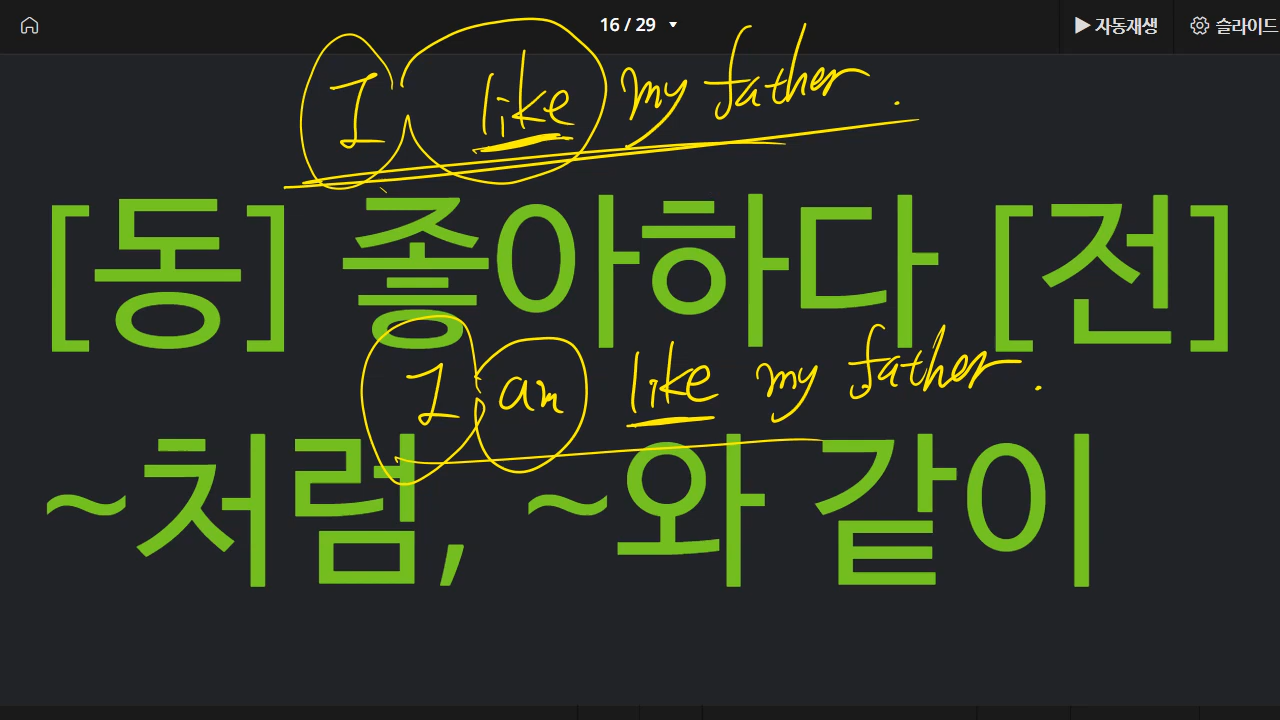 16 / 29 ▼ ▶ 자동재생 슬라이드
I like my father.
[동] 좋아하다 [전]
I am like my father.
~처럼, ~와 같이